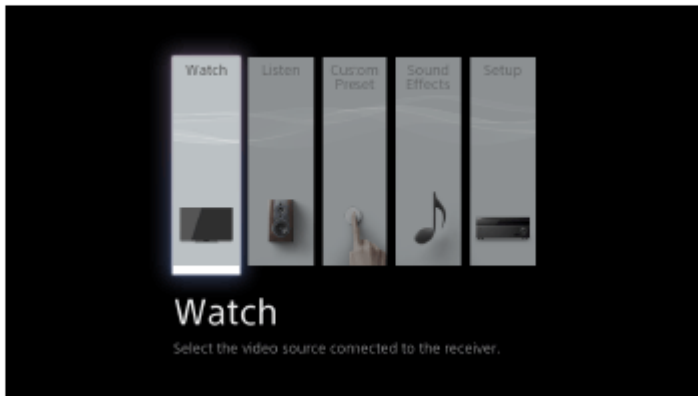 Watch
Listen
Custom
Preset
Sound
Effects
Setup
Watch
Select the video source connected to the receiver.